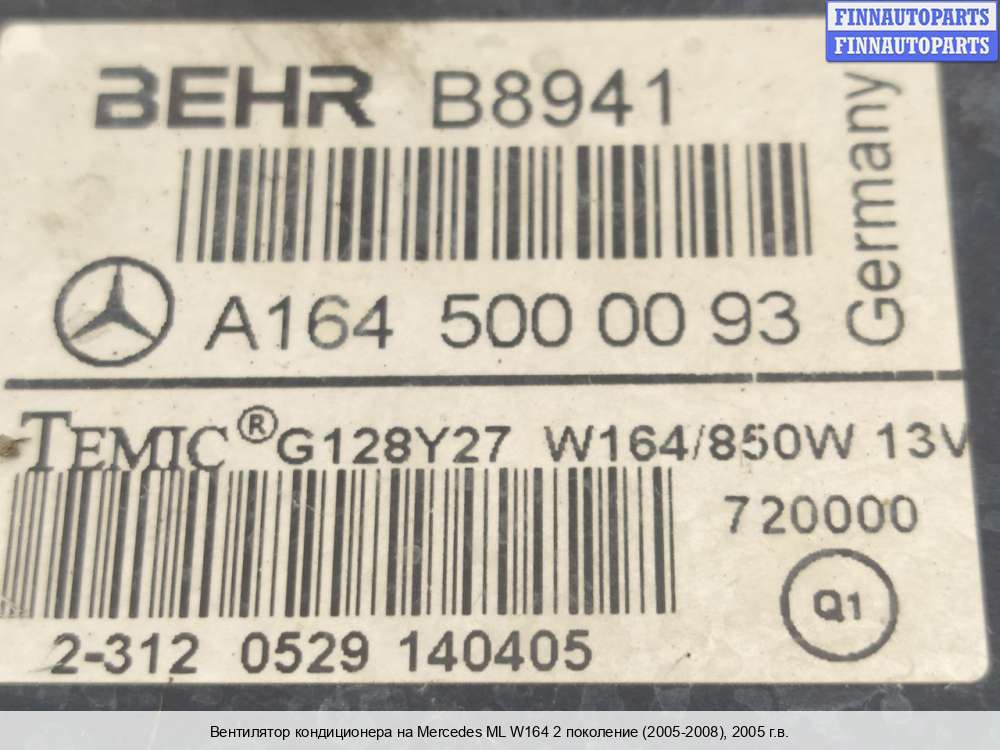 FINNAUTOPARTS
FINNAUTOPARTS
BEHR B8941
Germany
A164 500 00 93
TEMIC® G128Y27 W164/850W 13V
720000
Q1
2-312 0529 140405
Вентилятор кондиционера на Mercedes ML W164 2 поколение (2005-2008), 2005 г.в.